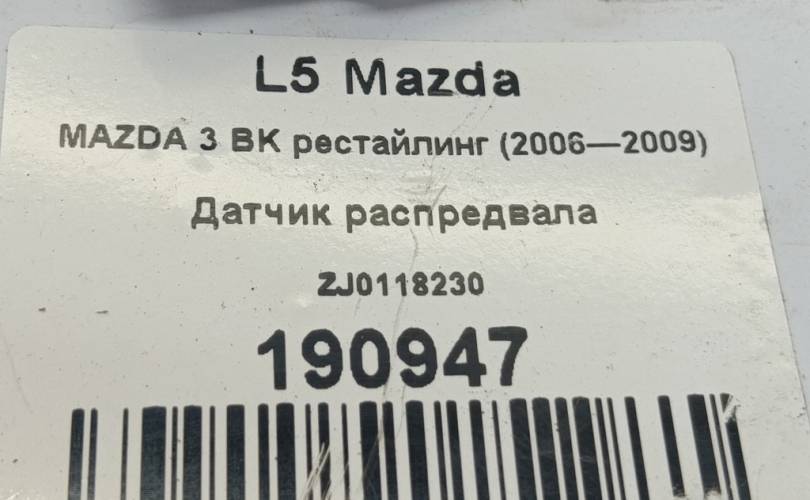 L5 Mazda
MAZDA 3 BK рестайлинг (2006—2009)
Датчик распредвала
ZJ0118230
190947